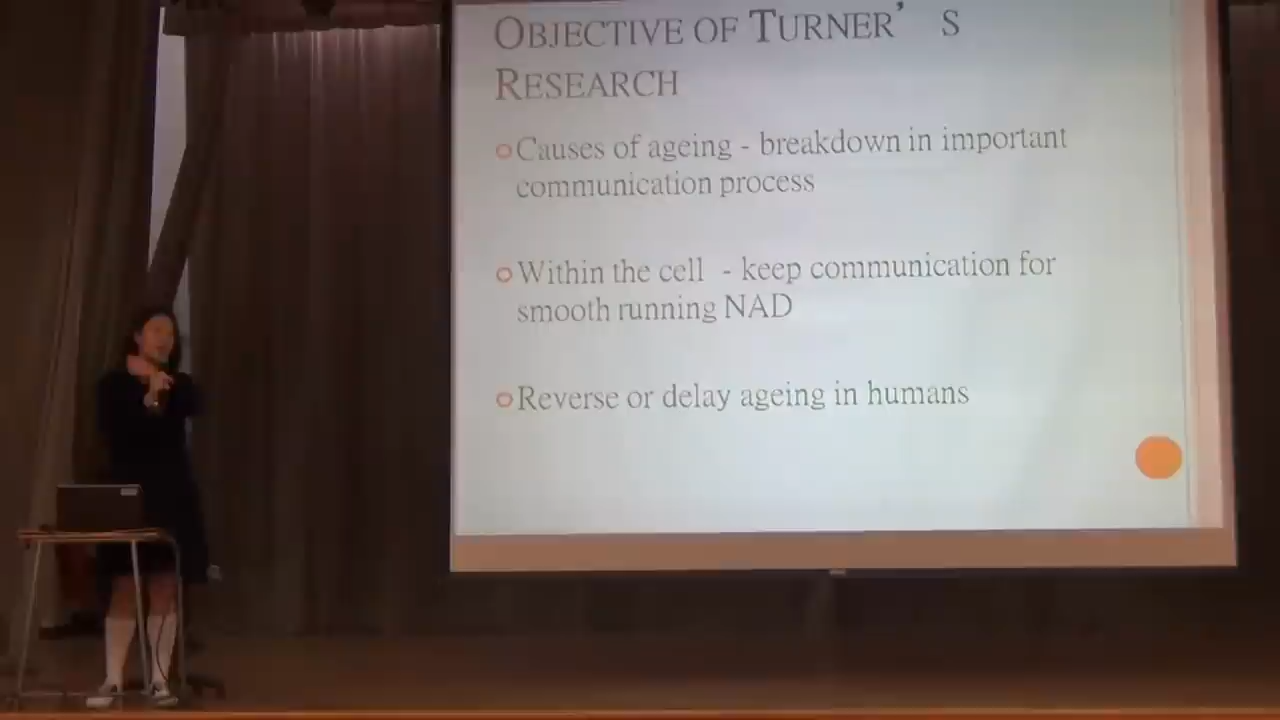 OBJECTIVE OF TURNER’ S
RESEARCH
Causes of ageing - breakdown in important
communication process
Within the cell - keep communication for
smooth running NAD
Reverse or delay ageing in humans